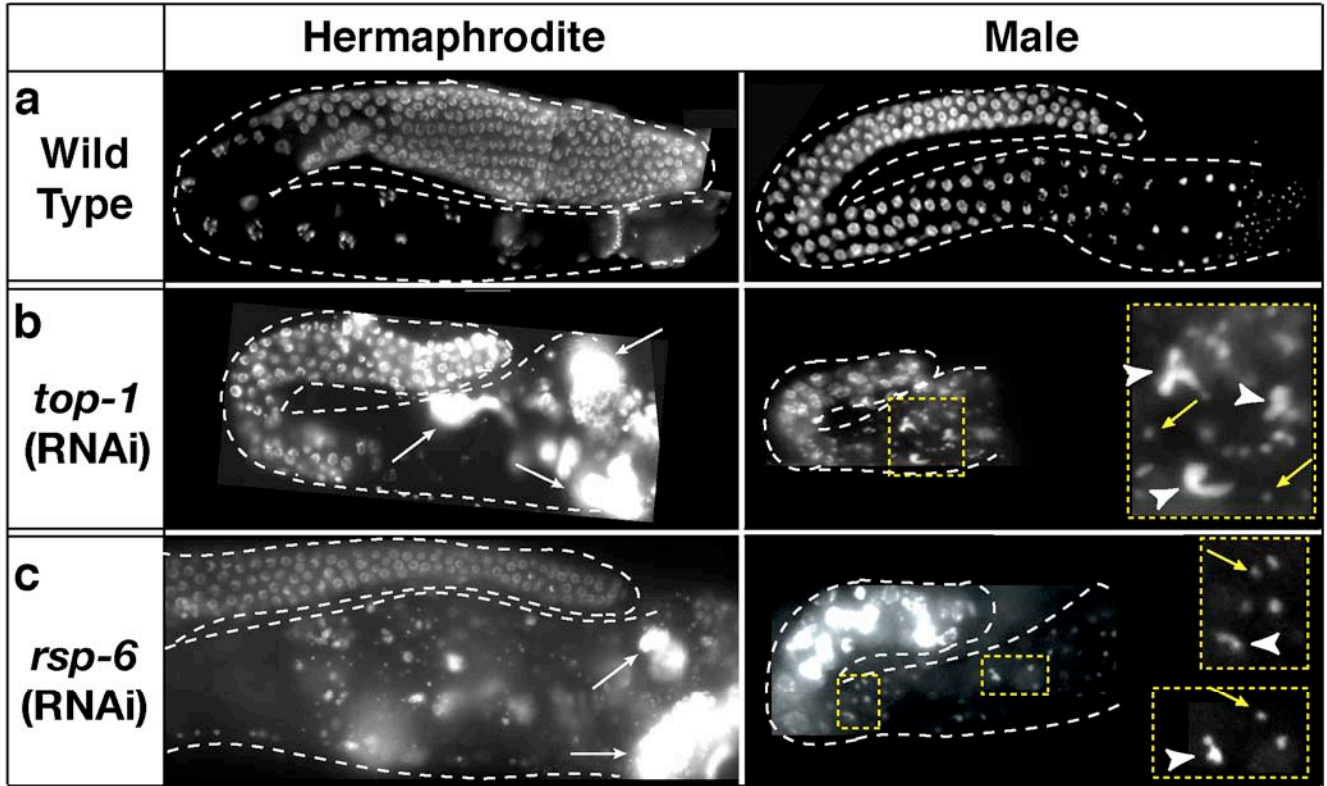 Hermaphrodite
Male
a
Wild
Type
b
top-1
(RNAi)
c
rsp-6
(RNAi)